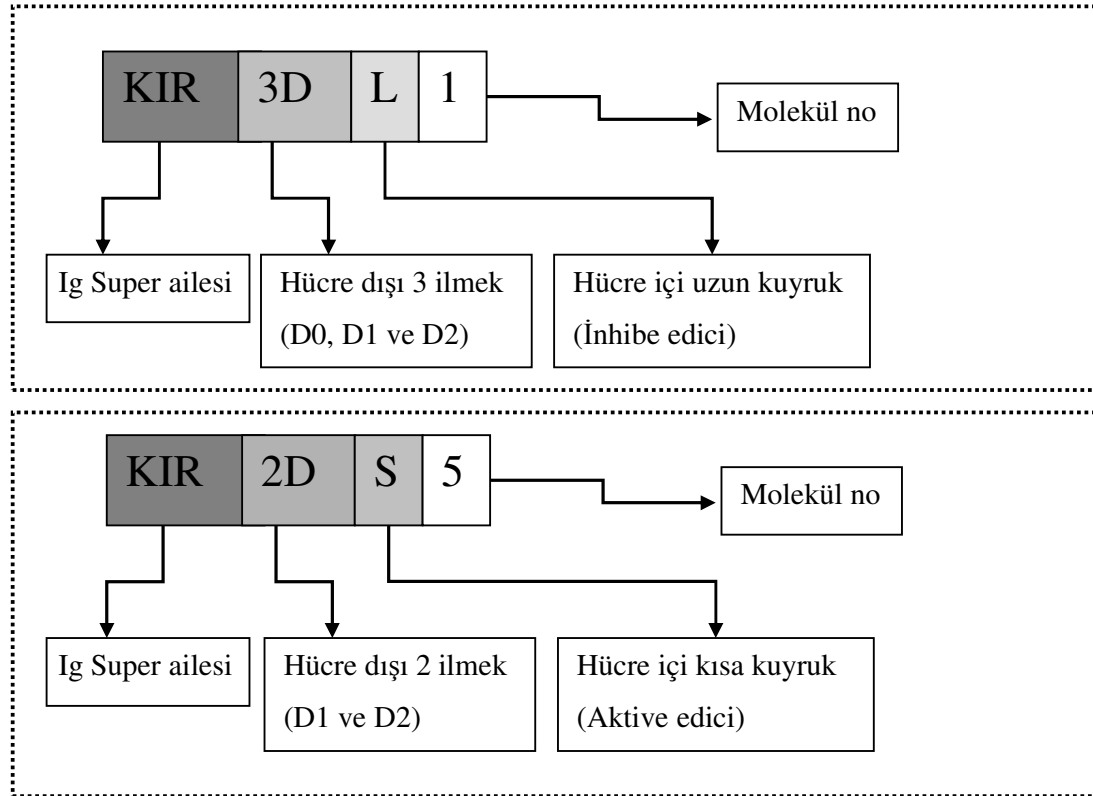 KIR 3D L 1
Molekül no
Ig Super ailesi
Hücre dışı 3 ilmek
(D0, D1 ve D2)
Hücre içi uzun kuyruk
(İnhibe edici)
KIR 2D S 5
Molekül no
Ig Super ailesi
Hücre dışı 2 ilmek
(D1 ve D2)
Hücre içi kısa kuyruk
(Aktive edici)